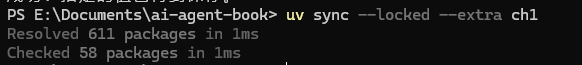 PS E:\Documents\ai-agent-book> uv sync --locked --extra ch1
Resolved 611 packages in 1ms
Checked 58 packages in 1ms